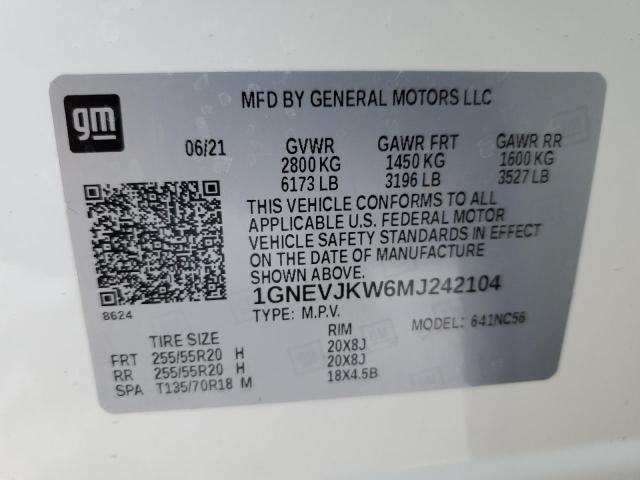 gm
MFD BY GENERAL MOTORS LLC
06/21 GVWR GAWR FRT GAWR RR
2800 KG 1450 KG 1600 KG
6173 LB 3196 LB 3527 LB
THIS VEHICLE CONFORMS TO ALL
APPLICABLE U.S. FEDERAL MOTOR
VEHICLE SAFETY STANDARDS IN EFFECT
ON THE DATE OF MANUFACTURE
SHOWN ABOVE.
8624
1GNEVJKW6MJ242104
TYPE: M.P.V. MODEL: 641NC56
TIRE SIZE RIM
FRT 255/55R20 H 20X8J
RR 255/55R20 H 20X8J
SPA T135/70R18 M 18X4.5B